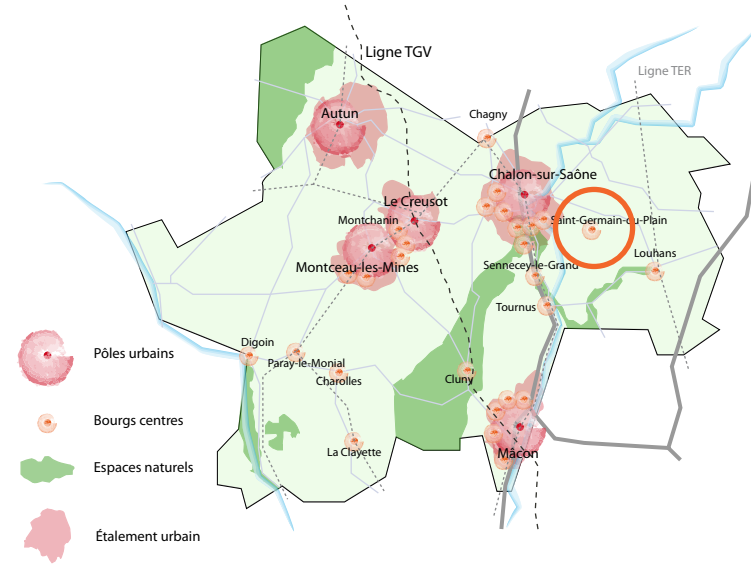 Ligne TGV
Ligne TER
Autun
Chagny
Chalon-sur-Saône
Le Creusot
Montchanin
Saint-Germain-du-Plain
Montceau-les-Mines
Sennecey-le-Grand
Louhans
Tournus
Digoin
Paray-le-Monial
Charolles
Cluny
La Clayette
Mâcon
Pôles urbains
Bourgs centres
Espaces naturels
Étalement urbain